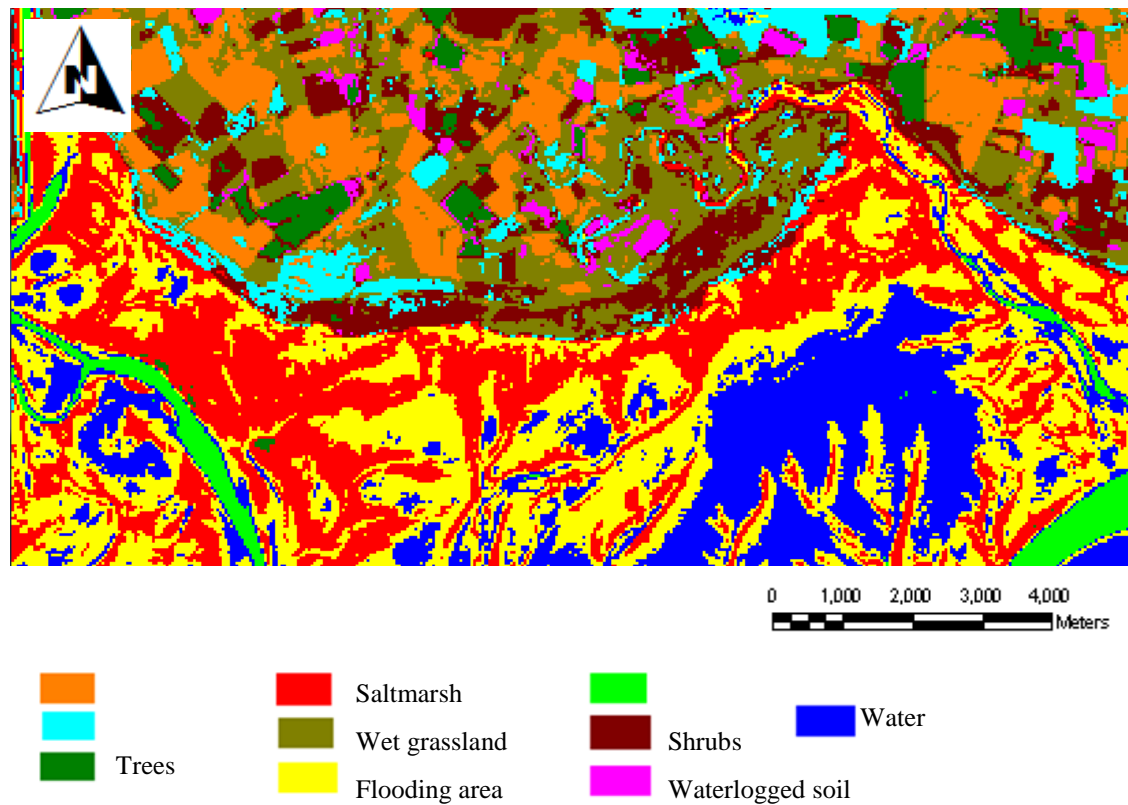 N
0 1,000 2,000 3,000 4,000
Meters
Saltmarsh
Water
Wet grassland
Shrubs
Trees
Flooding area
Waterlogged soil